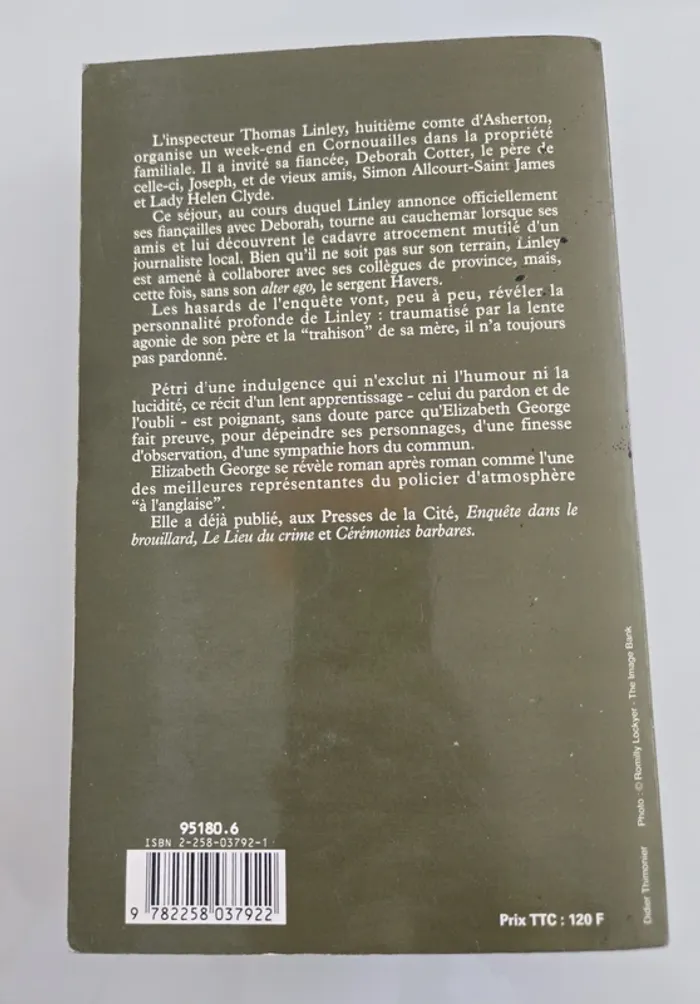 L'inspecteur Thomas Linley, huitième comte d'Asherton,
organise un week-end en Cornouailles dans la propriété
familiale. Il a invité sa fiancée, Deborah Cotter, le père de
celle-ci, Joseph, et de vieux amis, Simon Allcourt-Saint James
et Lady Helen Clyde.
Ce séjour, au cours duquel Linley annonce officiellement
ses fiançailles avec Deborah, tourne au cauchemar lorsque ses
amis et lui découvrent le cadavre atrocement mutilé d'un
journaliste local. Bien qu'il ne soit pas sur son terrain, Linley
est amené à collaborer avec ses collègues de province, mais,
cette fois, sans son alter ego, le sergent Havers.
Les hasards de l'enquête vont, peu à peu, révéler la
personnalité profonde de Linley : traumatisé par la lente
agonie de son père et la “trahison” de sa mère, il n'a toujours
pas pardonné.
Pétri d'une indulgence qui n'exclut ni l'humour ni la
lucidité, ce récit d'un lent apprentissage - celui du pardon et de
l'oubli - est poignant, sans doute parce qu'Elizabeth George
fait preuve, pour dépeindre ses personnages, d'une finesse
d'observation, d'une sympathie hors du commun.
Elizabeth George se révèle roman après roman comme l'une
des meilleures représentantes du policier d'atmosphère
“à l'anglaise”.
Elle a déjà publié, aux Presses de la Cité, Enquête dans le
brouillard, Le Lieu du crime et Cérémonies barbares.
95180.6
ISBN 2-258-03792-1
9 782258 037922
Prix TTC : 120 F
Didier Thimonier Photo : © Romilly Lockyer - The Image Bank